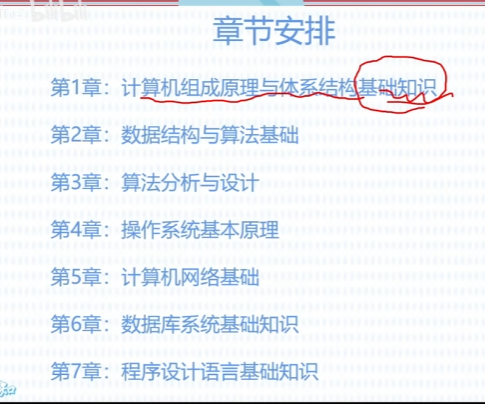 bilibili
章节安排
第1章：计算机组成原理与体系结构基础知识
第2章：数据结构与算法基础
第3章：算法分析与设计
第4章：操作系统基本原理
第5章：计算机网络基础
第6章：数据库系统基础知识
第7章：程序设计语言基础知识